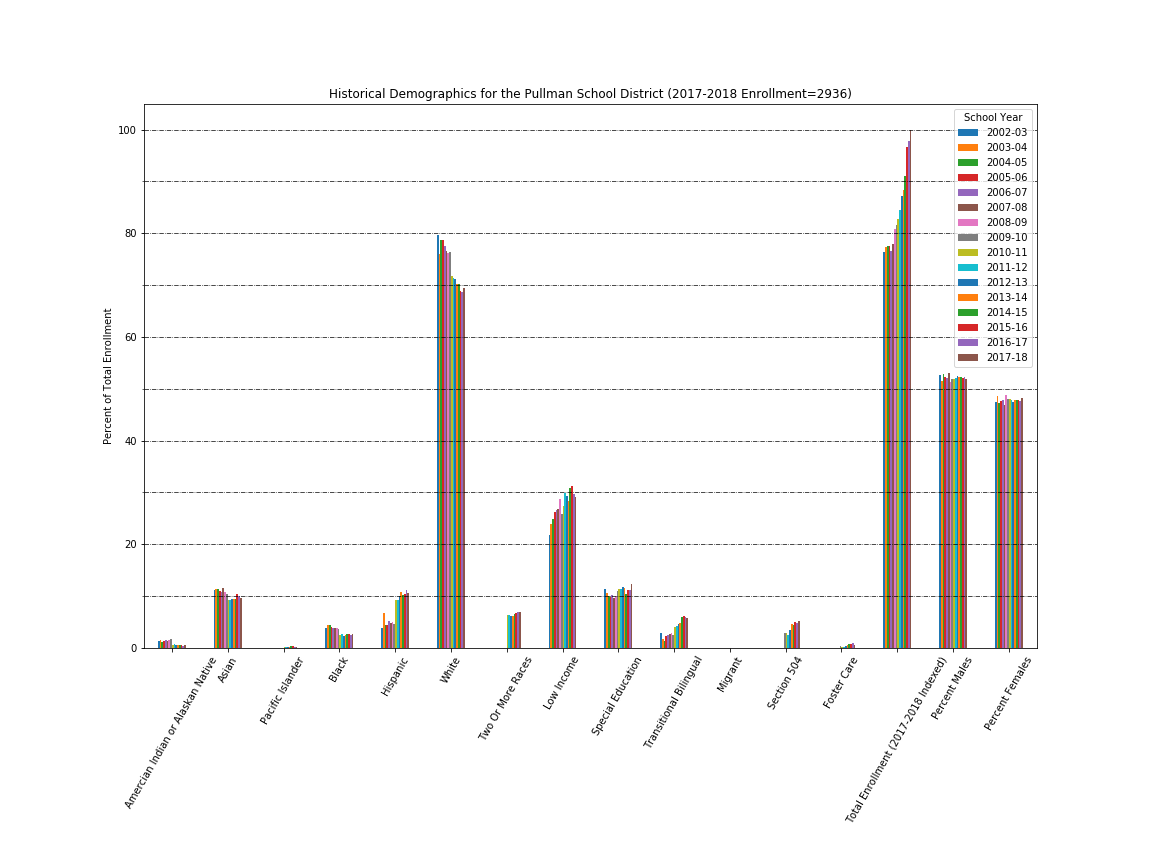 Historical Demographics for the Pullman School District (2017-2018 Enrollment=2936)
Percent of Total Enrollment
100
80
60
40
20
0
School Year
2002-03
2003-04
2004-05
2005-06
2006-07
2007-08
2008-09
2009-10
2010-11
2011-12
2012-13
2013-14
2014-15
2015-16
2016-17
2017-18
Amercian Indian or Alaskan Native
Asian
Pacific Islander
Black
Hispanic
White
Two Or More Races
Low Income
Special Education
Transitional Bilingual
Migrant
Section 504
Foster Care
Total Enrollment (2017-2018 Indexed)
Percent Males
Percent Females